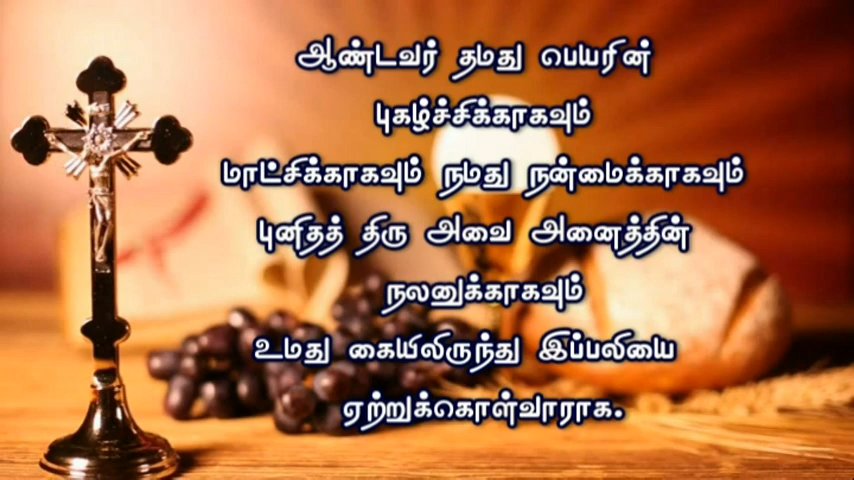 ஆண்டவர் தமது பெயரின்
புகழ்ச்சிக்காகவும்
மாட்சிக்காகவும் நமது நன்மைக்காகவும்
புனிதத் திரு அவை அனைத்தின்
நலனுக்காகவும்
உமது கையிலிருந்து இப்பலியை
ஏற்றுக்கொள்வாராக.